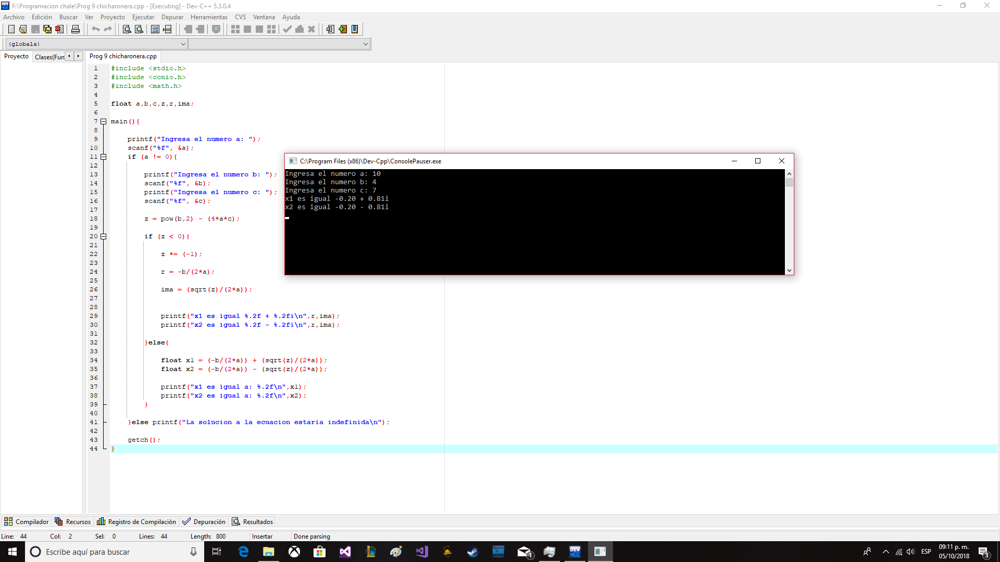 F:\Programacion chale\Prog 9 chicharonera.cpp - [Executing] - Dev-C++ 5.3.0.4
Archivo Edición Buscar Ver Proyecto Ejecutar Depurar Herramientas CVS Ventana Ayuda
(globals)
Proyecto Clases(Fun
Prog 9 chicharonera.cpp
1 #include <stdio.h>
2 #include <conio.h>
3 #include <math.h>
4
5 float a,b,c,z,r,ima;
6
7 main(){
8
9 printf("Ingresa el numero a: ");
10 scanf("%f", &a);
11 if (a != 0){
12
13 printf("Ingresa el numero b: ");
14 scanf("%f", &b);
15 printf("Ingresa el numero c: ");
16 scanf("%f", &c);
17
18 z = pow(b,2) - (4*a*c);
19
20 if (z < 0){
21
22 z *= (-1);
23
24 r = -b/(2*a);
25
26 ima = (sqrt(z)/(2*a));
27
28
29 printf("x1 es igual %.2f + %.2fi\n",r,ima);
30 printf("x2 es igual %.2f - %.2fi\n",r,ima);
31
32 }else{
33
34 float x1 = (-b/(2*a)) + (sqrt(z)/(2*a));
35 float x2 = (-b/(2*a)) - (sqrt(z)/(2*a));
36
37 printf("x1 es igual a: %.2f\n",x1);
38 printf("x2 es igual a: %.2f\n",x2);
39 }
40
41 }else printf("La solucion a la ecuacion estaria indefinida\n");
42
43 getch();
44 }
C:\Program Files (x86)\Dev-Cpp\ConsolePauser.exe
Ingresa el numero a: 10
Ingresa el numero b: 4
Ingresa el numero c: 7
x1 es igual -0.20 + 0.81i
x2 es igual -0.20 - 0.81i
Compilador Recursos Registro de Compilación Depuración Resultados
Line: 44 Col: 2 Sel: 0 Lines: 44 Length: 800 Insertar Done parsing
Escribe aquí para buscar
DEV
1
DEV
ESP
09:11 p. m.
05/10/2018
3